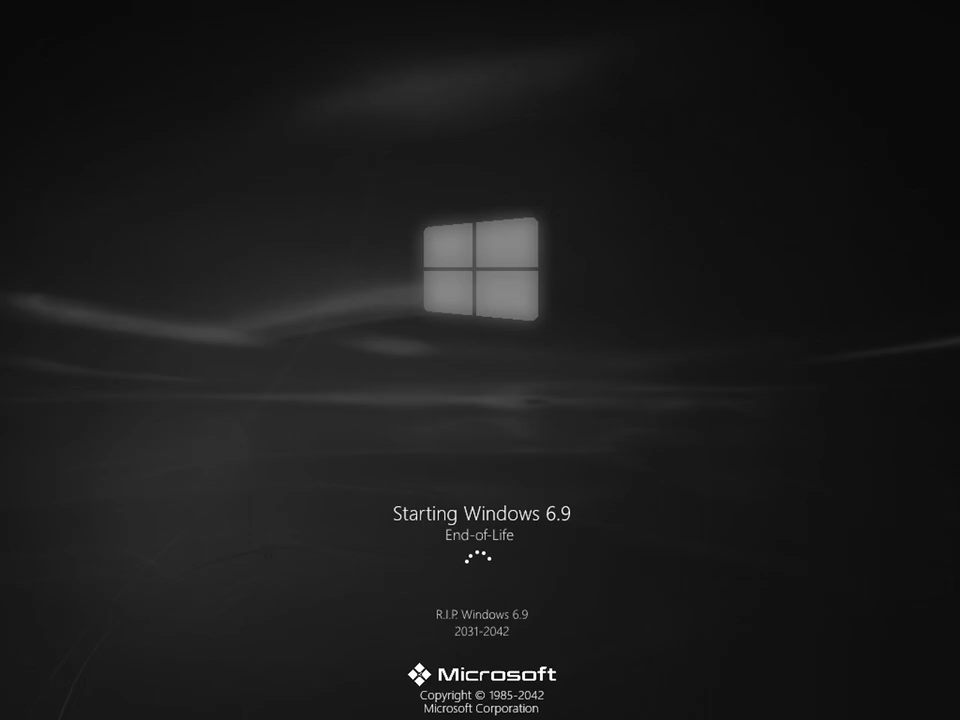 Starting Windows 6.9
End-of-Life
R.I.P. Windows 6.9
2031-2042
Microsoft
Copyright © 1985-2042
Microsoft Corporation